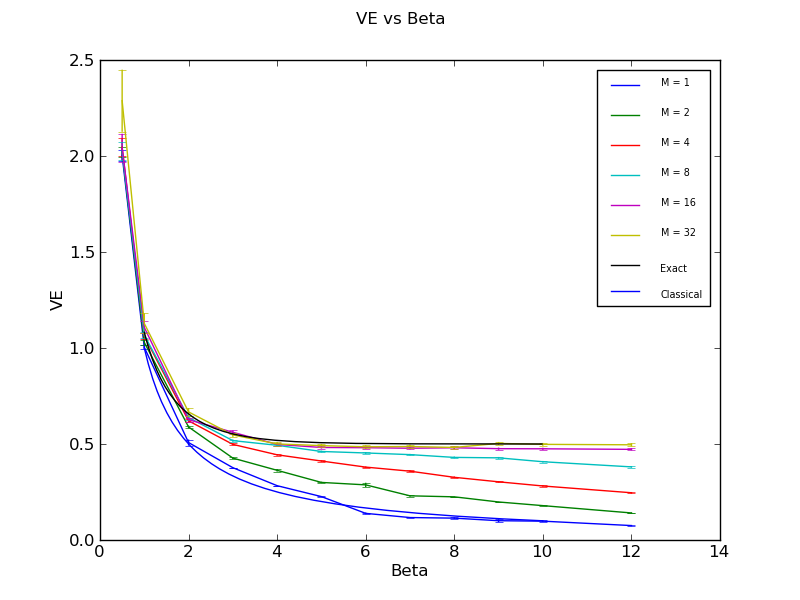 VE vs Beta
2.5
2.0
1.5
1.0
0.5
0.0
VE
0
2
4
6
8
10
12
14
Beta
M = 1
M = 2
M = 4
M = 8
M = 16
M = 32
Exact
Classical